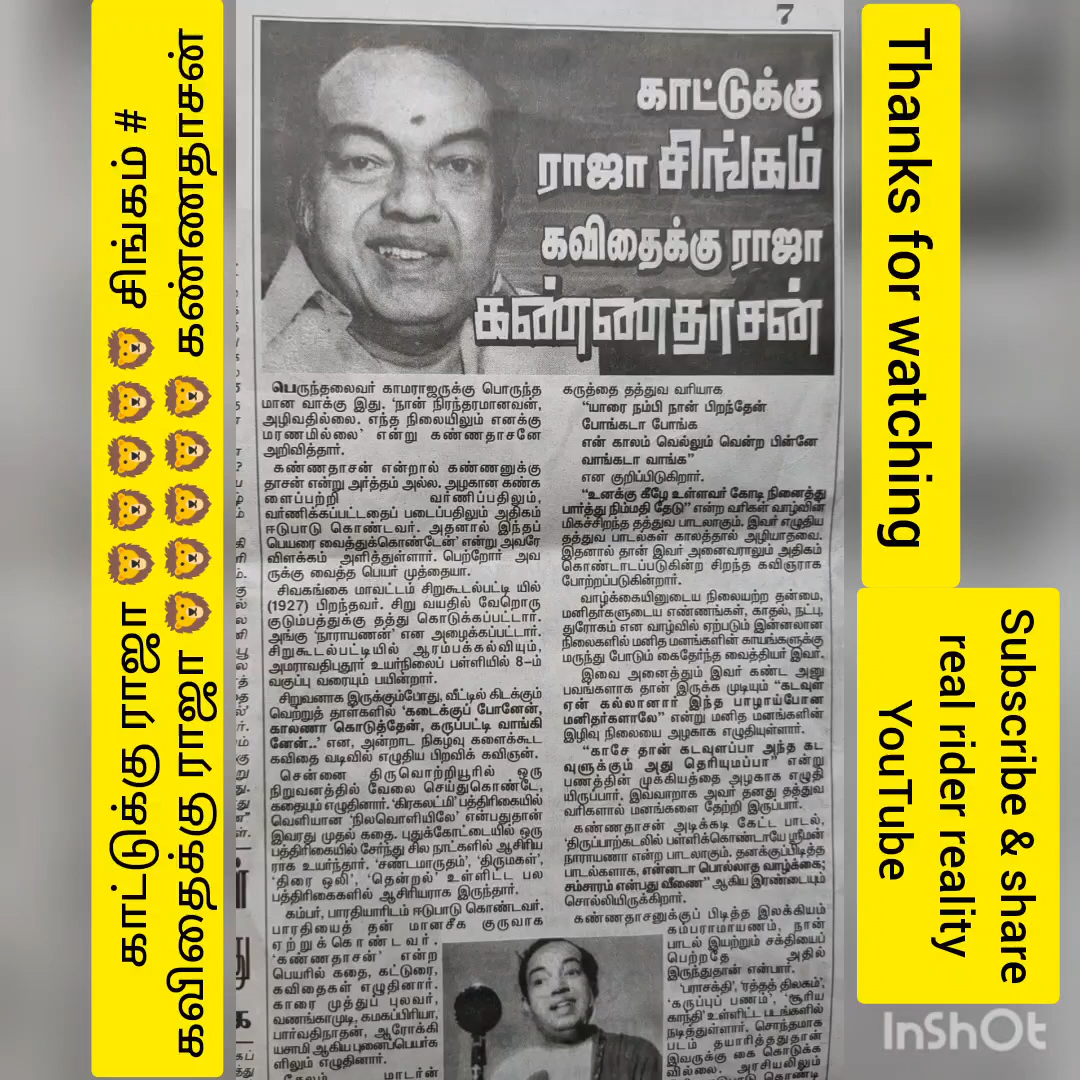 காட்டுக்கு ராஜா 🦁🦁🦁🦁🦁 சிங்கம் #
கவிதைக்கு ராஜா 🦁🦁🦁🦁🦁 கண்ணதாசன்
7
காட்டுக்கு
ராஜா சிங்கம்
கவிதைக்கு ராஜா
கண்ணதாசன்
பெருந்தலைவர் காமராஜருக்கு பொருந்த
மான வாக்கு இது. ‘நான் நிரந்தரமானவன்,
அழிவதில்லை. எந்த நிலையிலும் எனக்கு
மரணமில்லை’ என்று கண்ணதாசனே
அறிவித்தார்.
கண்ணதாசன் என்றால் கண்ணனுக்கு
தாசன் என்று அர்த்தம் அல்ல. அழகான கண்க
ளைப்பற்றி வர்ணிப்பதிலும்,
வர்ணிக்கப்பட்டதைப் படைப்பதிலும் அதிகம்
ஈடுபாடு கொண்டவர். அதனால் இந்தப்
பெயரை வைத்துக்கொண்டேன்’ என்று அவரே
விளக்கம் அளித்துள்ளார். பெற்றோர் அவ
ருக்கு வைத்த பெயர் முத்தையா.
சிவகங்கை மாவட்டம் சிறுகூடல்பட்டி யில்
(1927) பிறந்தவர். சிறு வயதில் வேறொரு
குடும்பத்துக்கு தத்து கொடுக்கப்பட்டார்.
அங்கு ‘நாராயணன்’ என அழைக்கப்பட்டார்.
சிறுகூடல்பட்டியில் ஆரம்பக்கல்வியும்,
அமராவதிபுதூர் உயர்நிலைப் பள்ளியில் 8-ம்
வகுப்பு வரையும் பயின்றார்.
சிறுவனாக இருக்கும்போது, வீட்டில் கிடக்கும்
வெற்றுத் தாள்களில் ‘கடைக்குப் போனேன்,
காலணா கொடுத்தேன், கருப்பட்டி வாங்கி
னேன்..’ என, அன்றாட நிகழ்வு களைக்கூட
கவிதை வடிவில் எழுதிய பிறவிக் கவிஞன்.
சென்னை திருவொற்றியூரில் ஒரு
நிறுவனத்தில் வேலை செய்துகொண்டே,
கதையும் எழுதினார். ‘கிரகலட்மி’ பத்திரிகையில்
வெளியான ‘நிலவொளியிலே’ என்பதுதான்
இவரது முதல் கதை. புதுக்கோட்டையில் ஒரு
பத்திரிகையில் சேர்ந்து சில நாட்களில் ஆசிரிய
ராக உயர்ந்தார். ‘சண்டமாருதம்’, ‘திருமகள்’,
‘திரை ஒலி’, ‘தென்றல்’ உள்ளிட்ட பல
பத்திரிகைகளில் ஆசிரியராக இருந்தார்.
கம்பர், பாரதியாரிடம் ஈடுபாடு கொண்டவர்.
பாரதியைத் தன் மானசீக குருவாக
ஏற்றுக்கொண்டவர்.
‘கண்ணதாசன்’ என்ற
பெயரில் கதை, கட்டுரை,
கவிதைகள் எழுதினார்.
காரை முத்துப் புலவர்,
வணங்காமுடி, கமகப்பிரியா,
பார்வதிநாதன், ஆரோக்கி
யசாமி ஆகிய புனைப்பெயர்க
ளிலும் எழுதினார்.
மாடர்ன்
கருத்தை தத்துவ வரியாக
“யாரை நம்பி நான் பிறந்தேன்
போங்கடா போங்க
என் காலம் வெல்லும் வென்ற பின்னே
வாங்கடா வாங்க”
என குறிப்பிடுகிறார்.
“உனக்கு கீழே உள்ளவர் கோடி நினைத்து
பார்த்து நிம்மதி தேடு” என்ற வரிகள் வாழ்வின்
மிகச்சிறந்த தத்துவ பாடலாகும். இவர் எழுதிய
தத்துவ பாடல்கள் காலத்தால் அழியாதவை.
இதனால் தான் இவர் அனைவராலும் அதிகம்
கொண்டாடப்படுகின்ற சிறந்த கவிஞராக
போற்றப்படுகின்றார்.
வாழ்க்கையினுடைய நிலையற்ற தன்மை,
மனிதர்களுடைய எண்ணங்கள், காதல், நட்பு,
துரோகம் என வாழ்வில் ஏற்படும் இன்னலான
நிலைகளில் மனித மனங்களின் காயங்களுக்கு
மருந்து போடும் கைதேர்ந்த வைத்தியர் இவர்.
இவை அனைத்தும் இவர் கண்ட அனு
பவங்களாக தான் இருக்க முடியும் “கடவுள்
ஏன் கல்லானார் இந்த பாழாய்போன
மனிதர்களாலே” என்று மனித மனங்களின்
இழிவு நிலையை அழகாக எழுதியுள்ளார்.
“காசே தான் கடவுளப்பா அந்த கட
வுளுக்கும் அது தெரியுமப்பா” என்று
பணத்தின் முக்கியத்தை அழகாக எழுதி
யிருப்பார். இவ்வாறாக அவர் தனது தத்துவ
வரிகளால் மனங்களை தேற்றி இருப்பார்.
கண்ணதாசன் அடிக்கடி கேட்ட பாடல்,
‘திருப்பாற்கடலில் பள்ளிக்கொண்டாயே ஸ்ரீமன்
நாராயணா என்ற பாடலாகும். தனக்குப்பிடித்த
பாடல்களாக, என்னடா பொல்லாத வாழ்க்கை;
சம்சாரம் என்பது வீணை” ஆகிய இரண்டையும்
சொல்லியிருக்கிறார்.
கண்ணதாசனுக்குப் பிடித்த இலக்கியம்
கம்பராமாயணம், நான்
பாடல் இயற்றும் சக்தியைப்
பெற்றதே அதில்
இருந்துதான் என்பார்.
‘பராசக்தி’, ‘ரத்தத் திலகம்’,
‘கருப்புப் பணம்’, ‘சூரிய
காந்தி’ உள்ளிட்ட படங்களில்
நடித்துள்ளார். சொந்தமாக
படம் தயாரித்ததுதான்
இவருக்கு கை கொடுக்க
வில்லை. அரசியலிலும்
Thanks for watching
Subscribe & share
real rider reality
YouTube
InShOt